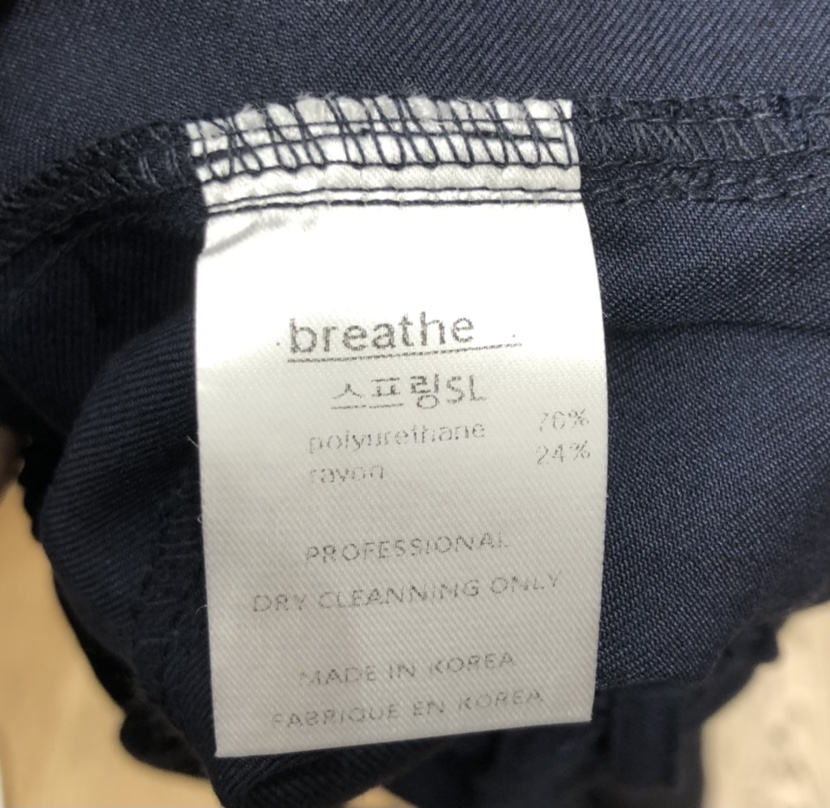 breathe
스프링SL
polyurethane 76%
rayon 24%
PROFESSIONAL
DRY CLEANNING ONLY
MADE IN KOREA
FABRIQUE EN KOREA